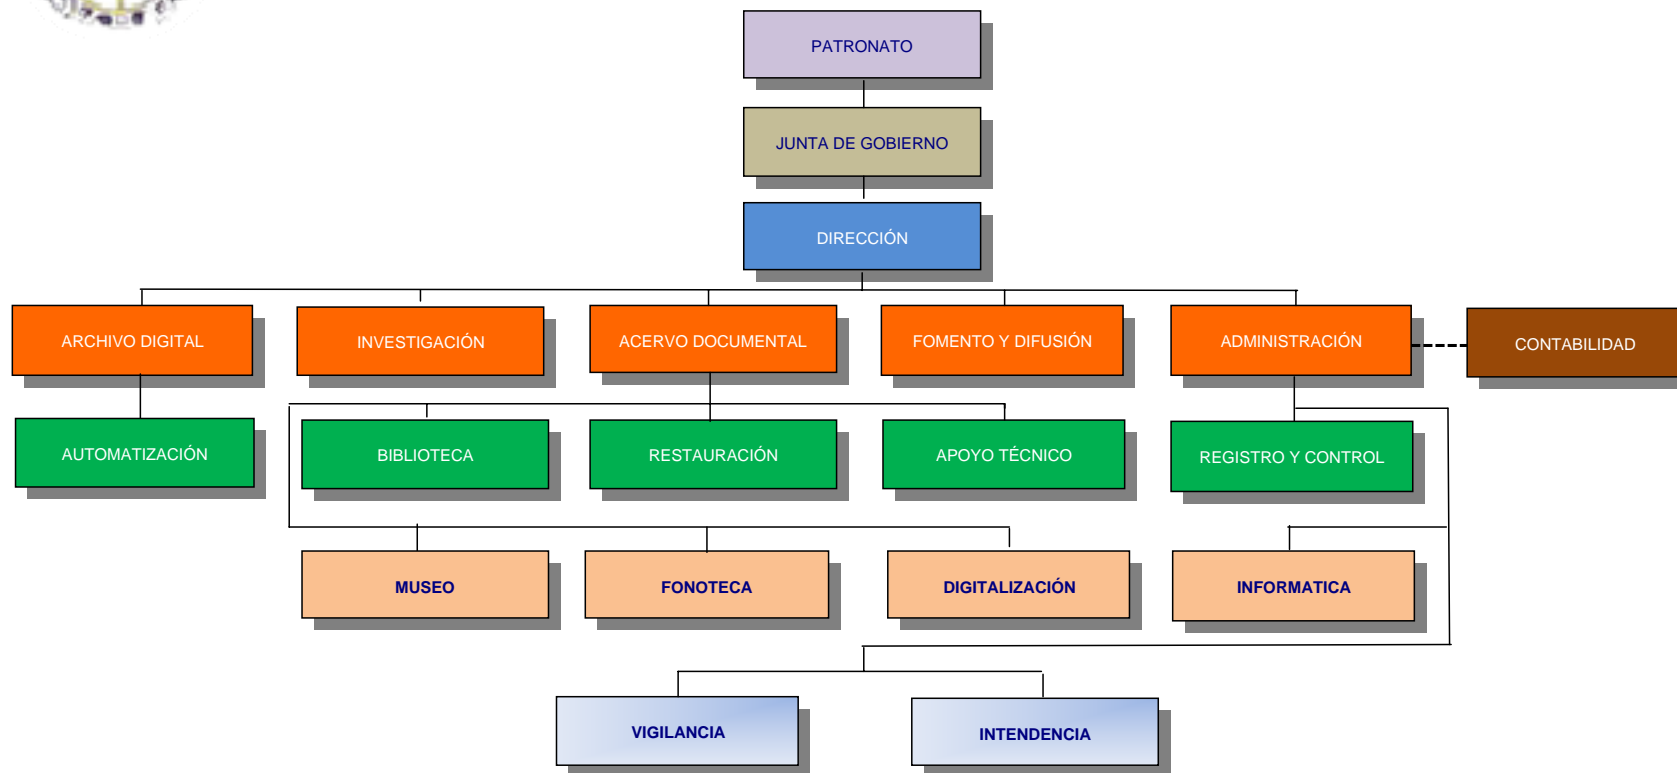 PATRONATO
JUNTA DE GOBIERNO
DIRECCIÓN
ARCHIVO DIGITAL
INVESTIGACIÓN
ACERVO DOCUMENTAL
FOMENTO Y DIFUSIÓN
ADMINISTRACIÓN
CONTABILIDAD
AUTOMATIZACIÓN
BIBLIOTECA
RESTAURACIÓN
APOYO TÉCNICO
REGISTRO Y CONTROL
MUSEO
FONOTECA
DIGITALIZACIÓN
INFORMATICA
VIGILANCIA
INTENDENCIA